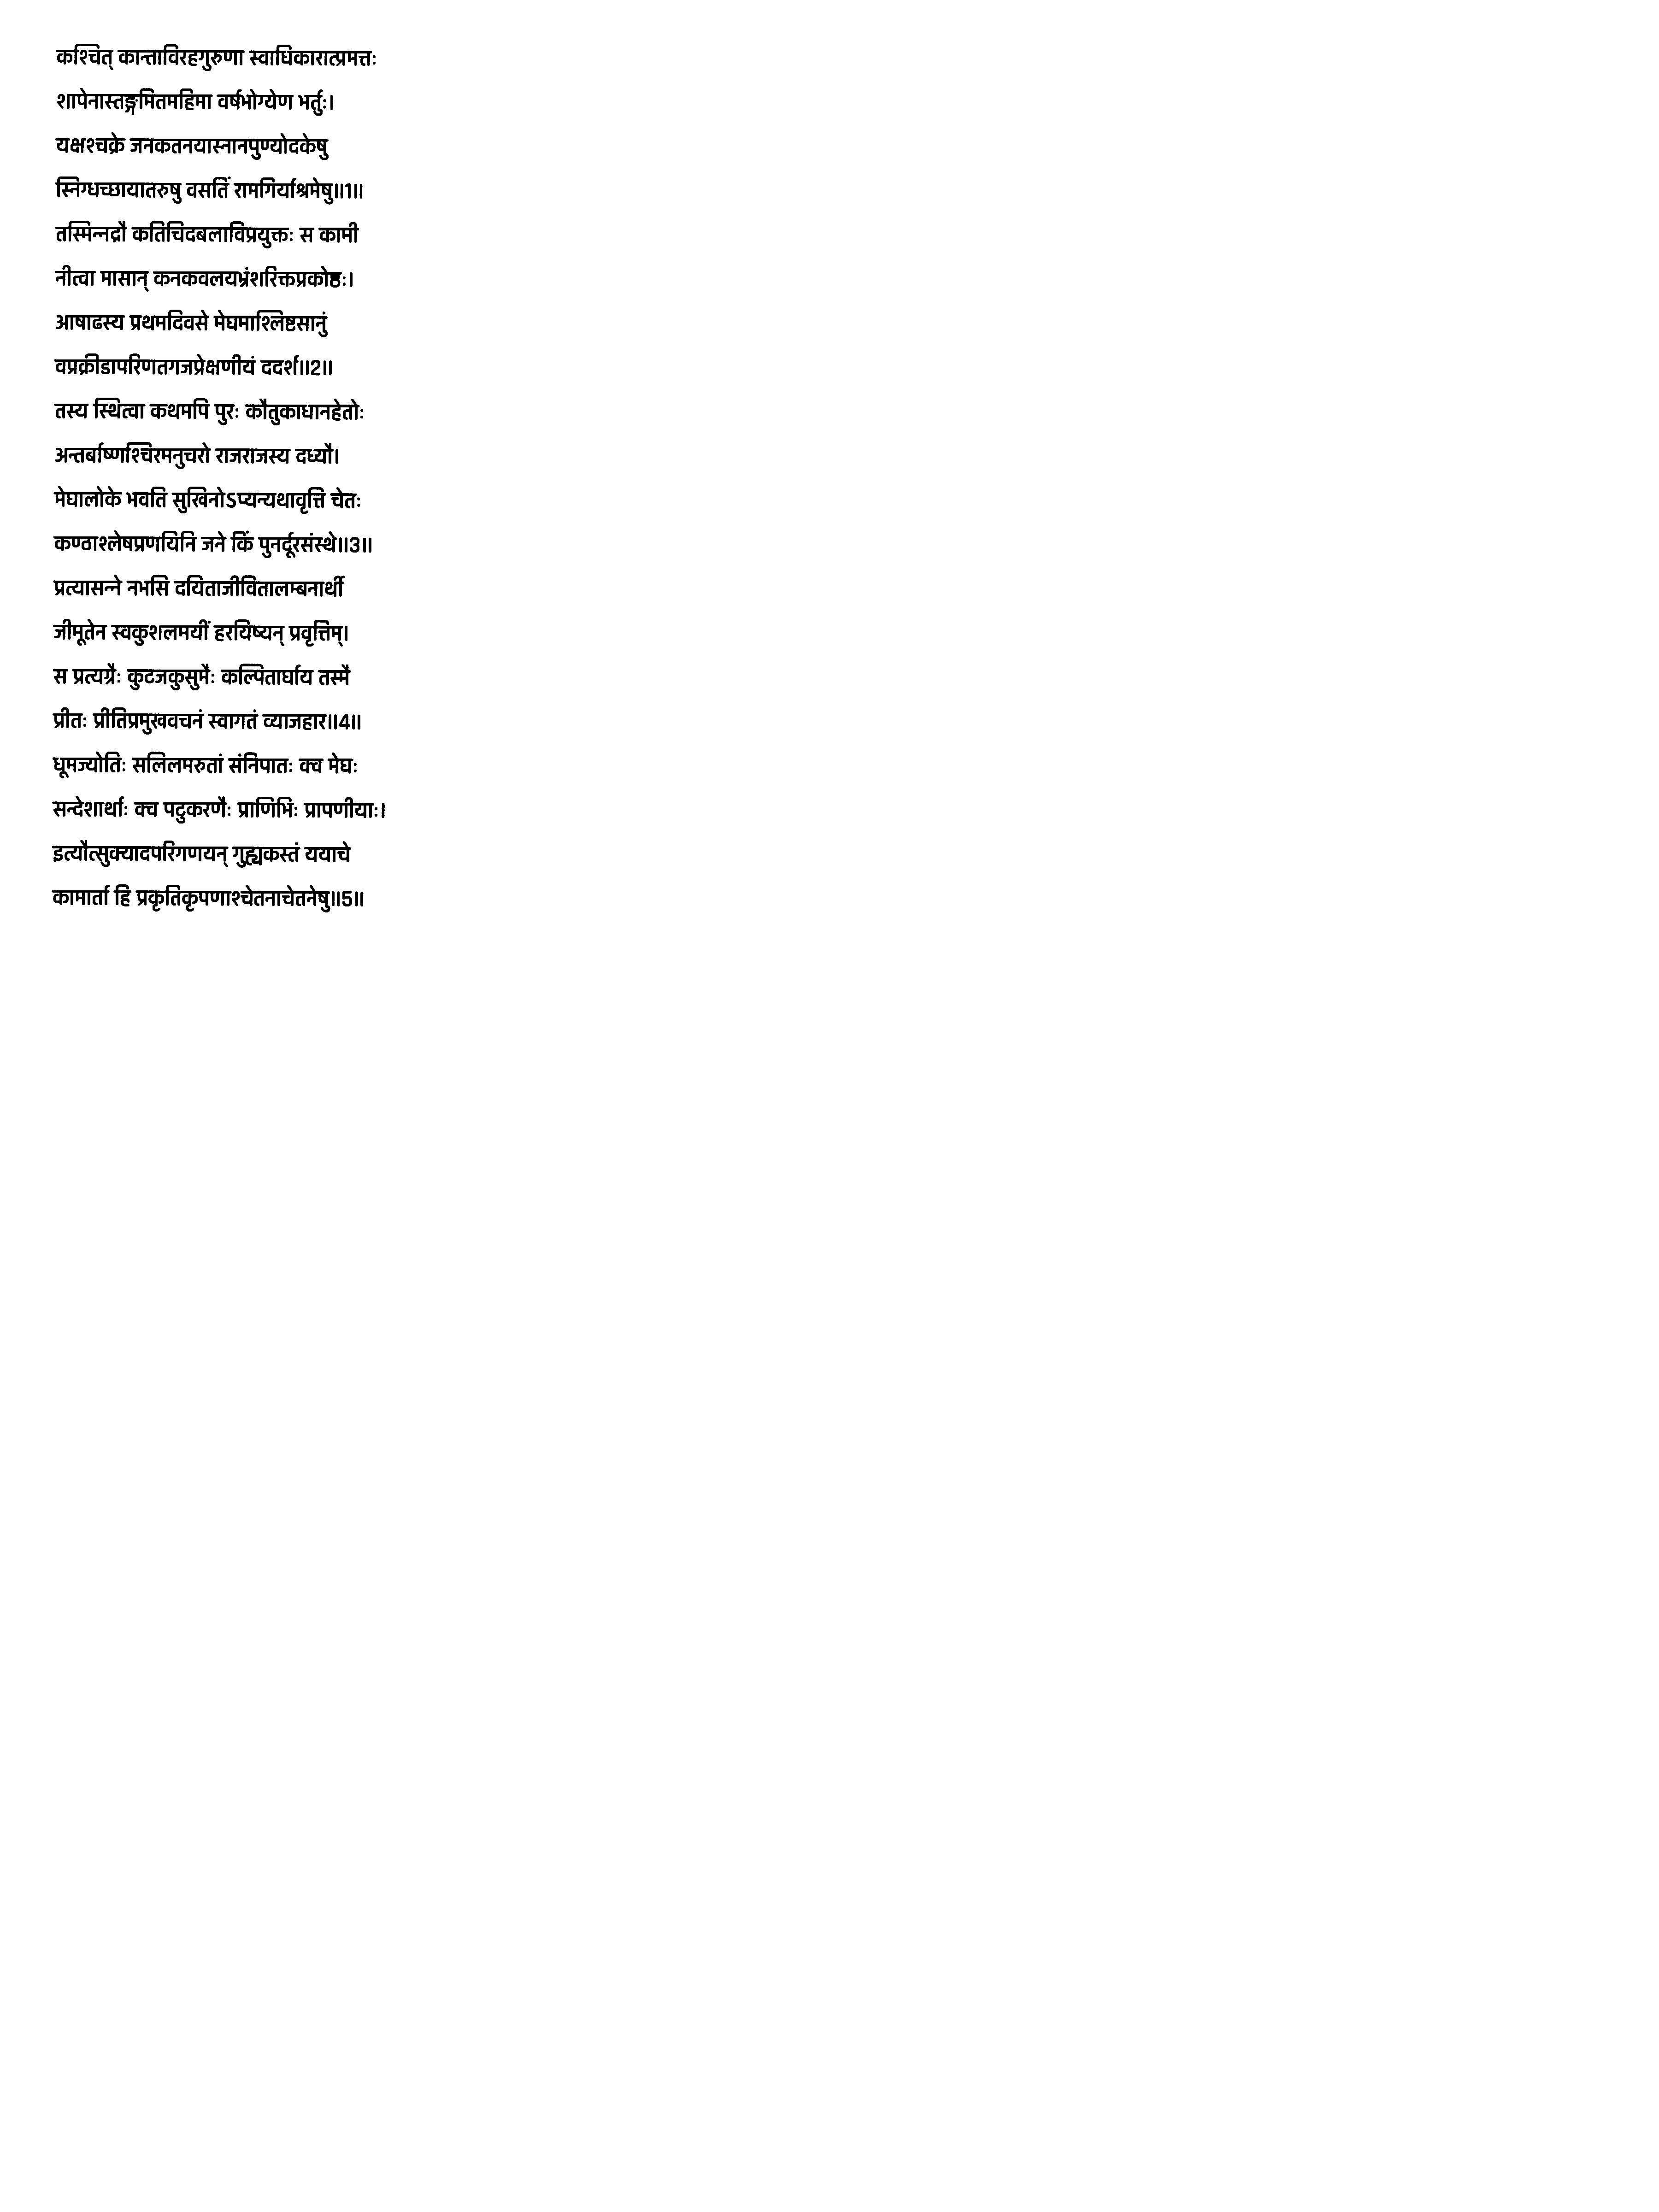 कश्चित् कान्ताविरहगुरुणा स्वाधिकारात्प्रमत्तः
शापेनास्तङ्गमितमहिमा वर्षभोग्येण भर्तुः।
यक्षश्चक्रे जनकतनयास्नानपुण्योदकेषु
स्निग्धच्छायातरुषु वसतिं रामगिर्याश्रमेषु॥1॥
तस्मिन्नद्रौ कतिचिदबलाविप्रयुक्तः स कामी
नीत्वा मासान् कनकवलयभ्रंशरिक्तप्रकोष्ठः।
आषाढस्य प्रथमदिवसे मेघमाश्लिष्टसानुं
वप्रक्रीडापरिणतगजप्रेक्षणीयं ददर्श॥2॥
तस्य स्थित्वा कथमपि पुरः कौतुकाधानहेतोः
अन्तर्बाष्णश्चिरमनुचरो राजराजस्य दध्यौ।
मेघालोके भवति सुखिनोऽप्यन्यथावृत्ति चेतः
कण्ठाश्लेषप्रणयिनि जने किं पुनर्दूरसंस्थे॥3॥
प्रत्यासन्ने नभसि दयिताजीवितालम्बनार्थी
जीमूतेन स्वकुशलमयीं हरयिष्यन् प्रवृत्तिम्।
स प्रत्यग्रैः कुटजकुसुमैः कल्पितार्घाय तस्मै
प्रीतः प्रीतिप्रमुखवचनं स्वागतं व्याजहार॥4॥
धूमज्योतिः सलिलमरुतां संनिपातः क्व मेघः
सन्देशार्थाः क्व पटुकरणैः प्राणिभिः प्रापणीयाः।
इत्यौत्सुक्यादपरिगणयन् गुह्यकस्तं ययाचे
कामार्ता हि प्रकृतिकृपणाश्चेतनाचेतनेषु॥5॥